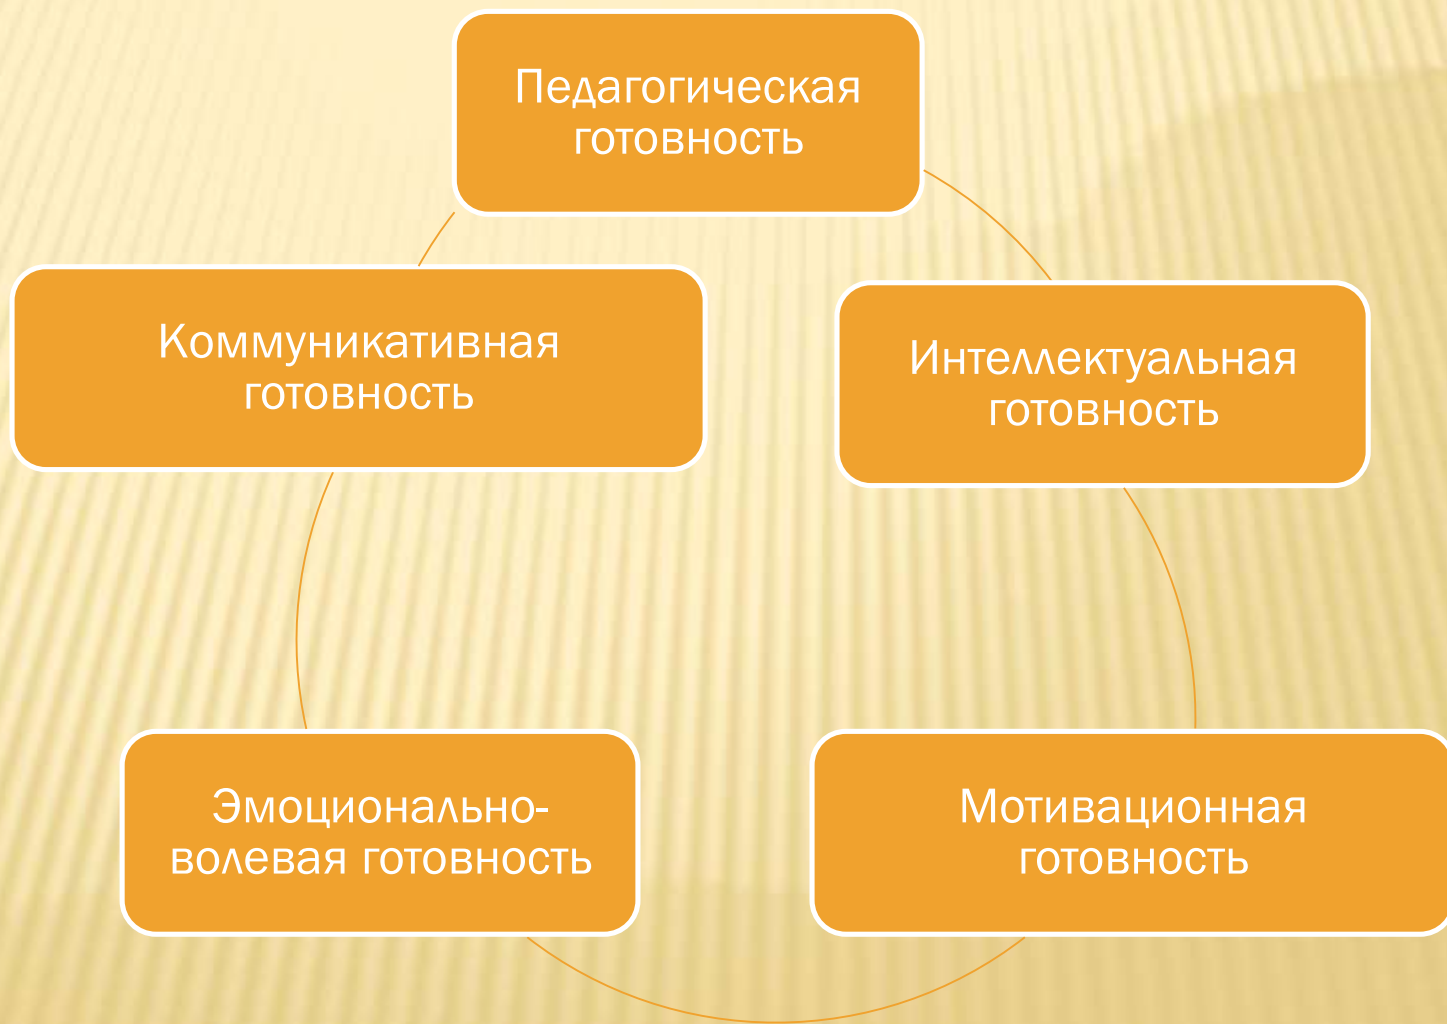 Педагогическая
готовность
Коммуникативная
готовность
Интеллектуальная
готовность
Эмоционально-
волевая готовность
Мотивационная
готовность